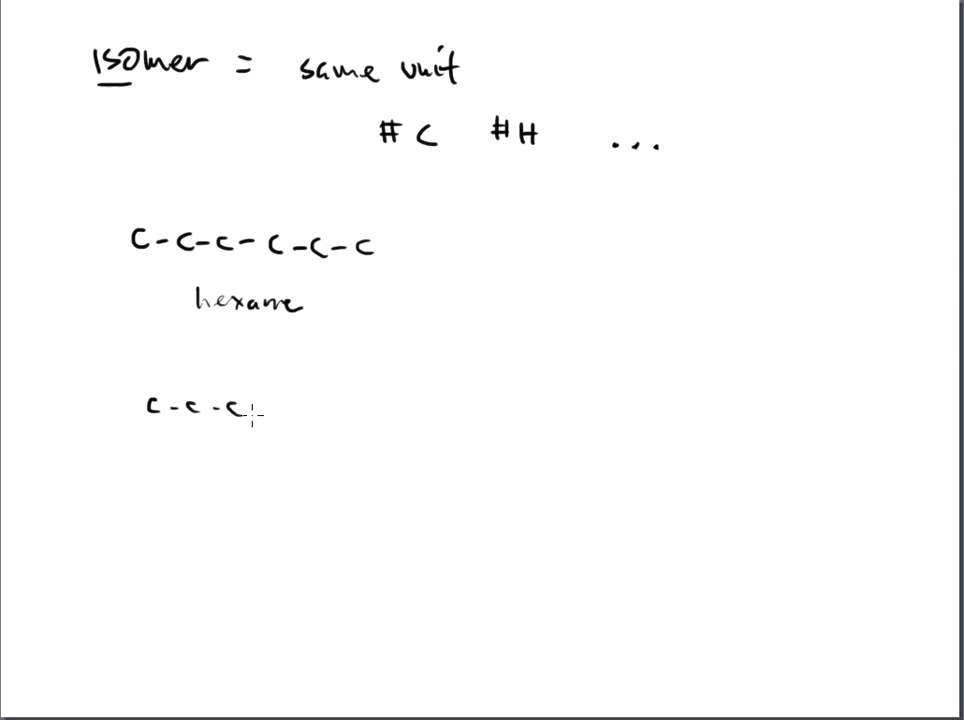 isomer = same unit
# C # H ...
C-C-C-C-C-C
hexane
C-C-C